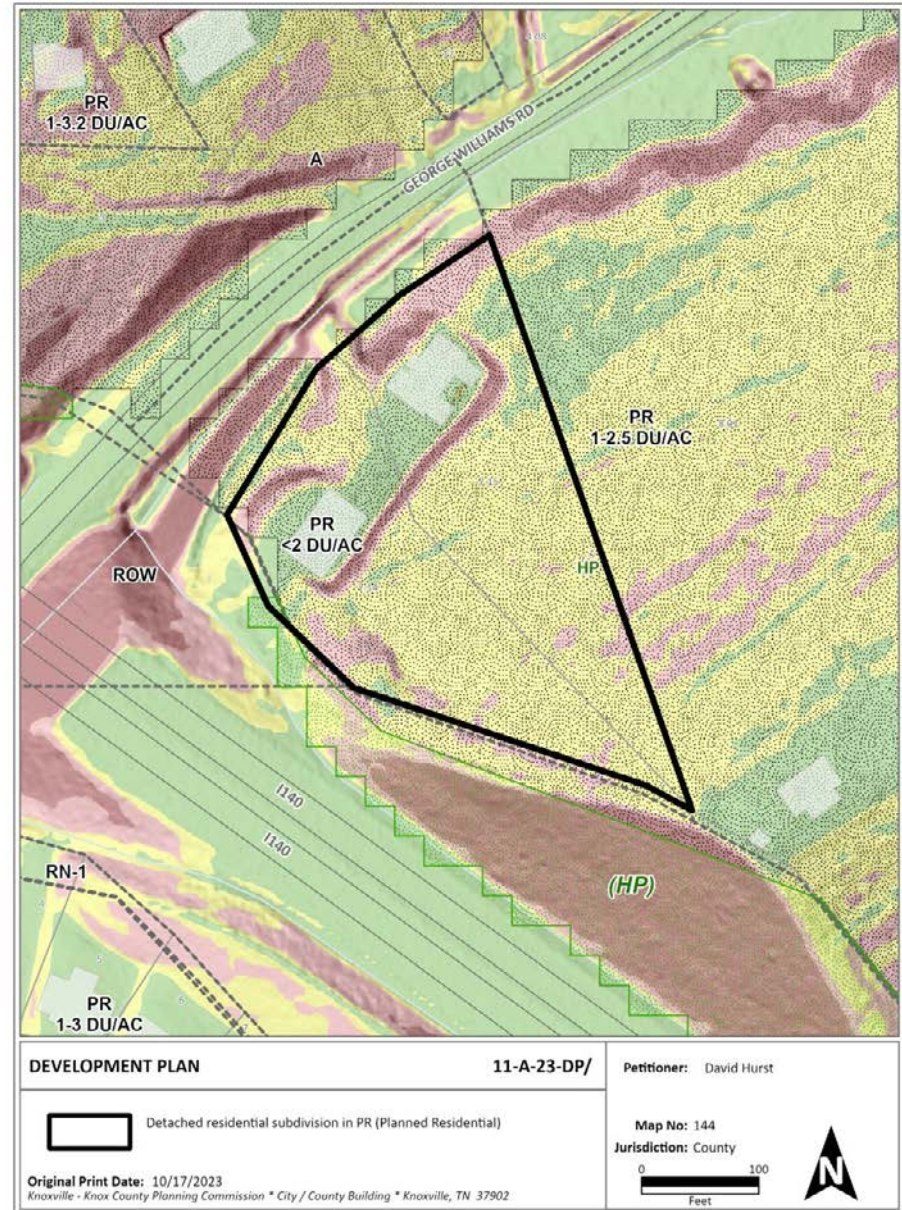 PR
1-3.2 DU/AC
A
GEORGE WILLIAMS RD
PR
1-2.5 DU/AC
PR
<2 DU/AC
HP
ROW
I140
I140
RN-1
(HP)
PR
1-3 DU/AC
DEVELOPMENT PLAN
11-A-23-DP/
Petitioner: David Hurst
Detached residential subdivision in PR (Planned Residential)
Map No: 144
Jurisdiction: County
0 100
Feet
N
Original Print Date: 10/17/2023
Knoxville - Knox County Planning Commission * City / County Building * Knoxville, TN 37902